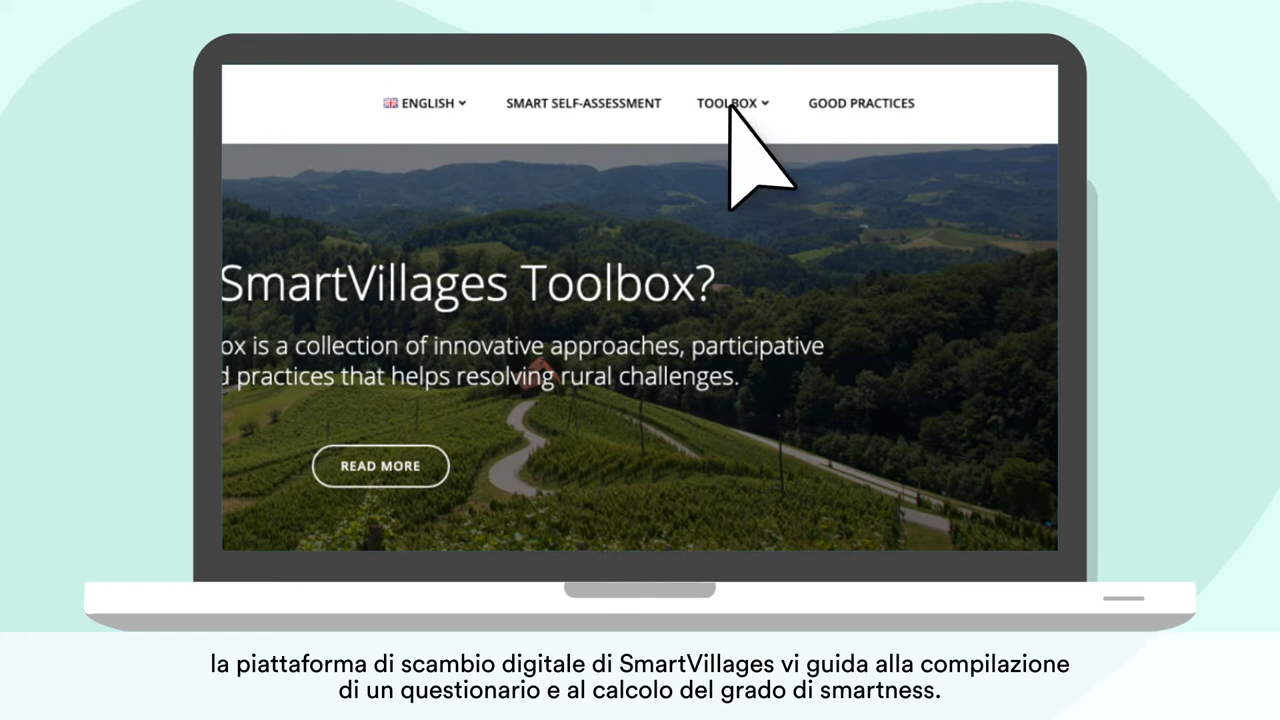 ENGLISH SMART SELF-ASSESSMENT TOOLBOX GOOD PRACTICES
SmartVillages Toolbox?
ox is a collection of innovative approaches, participative
d practices that helps resolving rural challenges.
READ MORE
la piattaforma di scambio digitale di SmartVillages vi guida alla compilazione
di un questionario e al calcolo del grado di smartness.